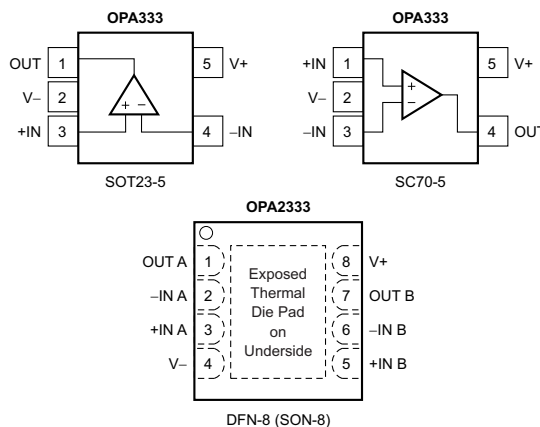 OPA333
OUT 1
5 V+
V− 2
+ −
+IN 3
4 −IN
SOT23-5
OPA333
+IN 1
5 V+
+
V− 2
−
−IN 3
4 OUT
SC70-5
OPA2333
OUT A 1
8 V+
−IN A 2
7 OUT B
+IN A 3
6 −IN B
V− 4
5 +IN B
Exposed
Thermal
Die Pad
on
Underside
DFN-8 (SON-8)